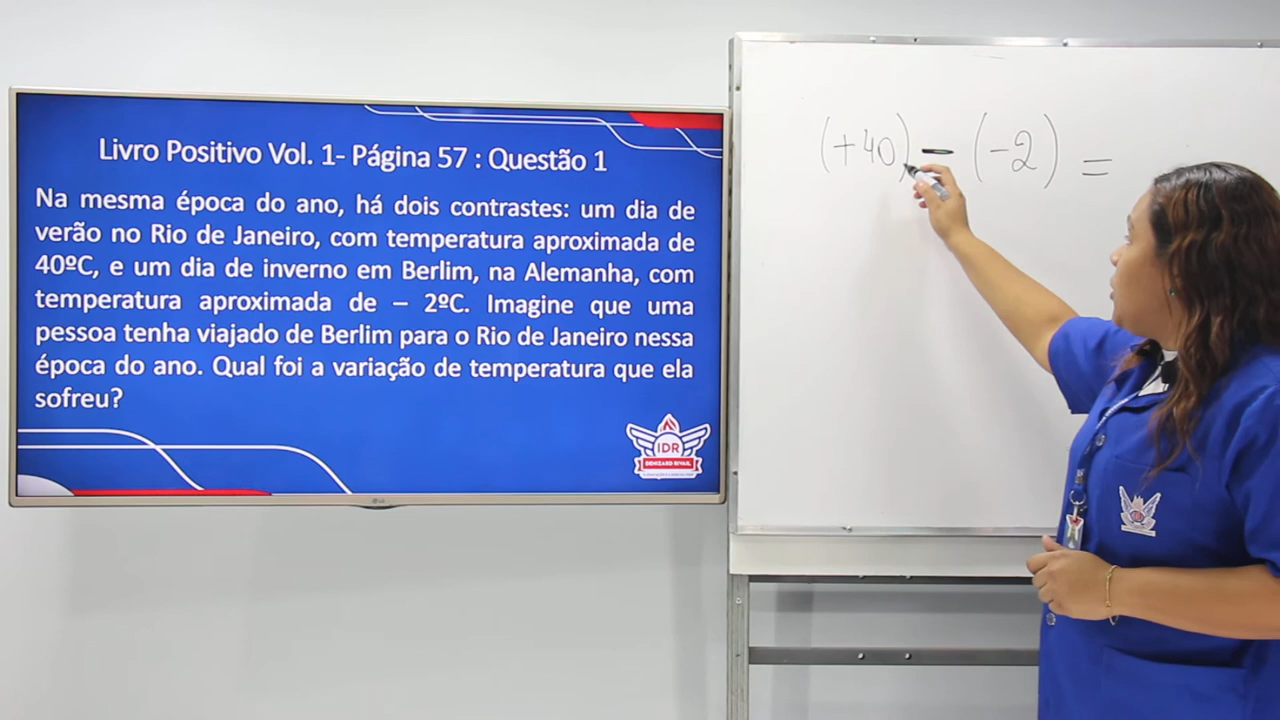 Livro Positivo Vol. 1- Página 57 : Questão 1
Na mesma época do ano, há dois contrastes: um dia de
verão no Rio de Janeiro, com temperatura aproximada de
40ºC, e um dia de inverno em Berlim, na Alemanha, com
temperatura aproximada de – 2ºC. Imagine que uma
pessoa tenha viajado de Berlim para o Rio de Janeiro nessa
época do ano. Qual foi a variação de temperatura que ela
sofreu?
IDR
DENIZARD RIVAIL
LG
(+40) - (-2) =